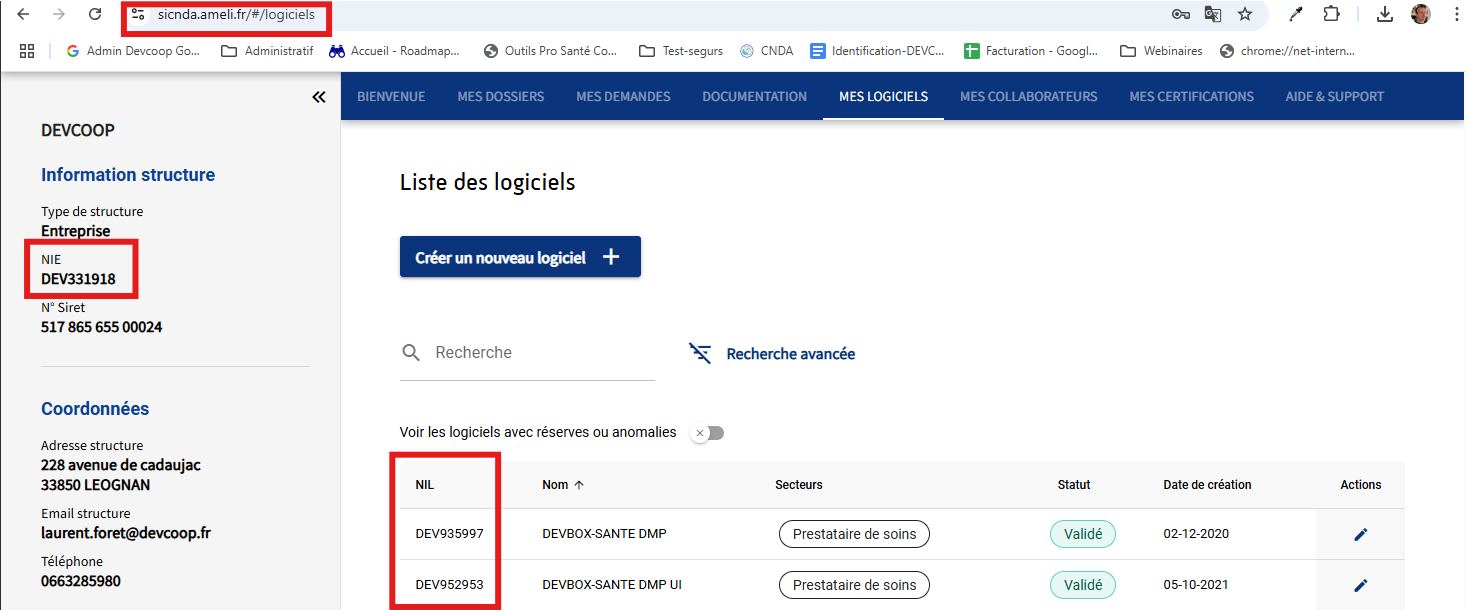 sicnda.ameli.fr/#/logiciels
Admin Devcoop Go... Administratif Accueil - Roadmap... Outils Pro Santé Co... Test-segurs CNDA Identification-DEVC... Facturation - Googl... Webinaires chrome://net-intern...
BIENVENUE MES DOSSIERS MES DEMANDES DOCUMENTATION MES LOGICIELS MES COLLABORATEURS MES CERTIFICATIONS AIDE & SUPPORT
DEVCOOP
Information structure
Type de structure
Entreprise
NIE
DEV331918
N° Siret
517 865 655 00024
Coordonnées
Adresse structure
228 avenue de cadaujac
33850 LEOGNAN
Email structure
laurent.foret@devcoop.fr
Téléphone
0663285980
Liste des logiciels
Créer un nouveau logiciel +
Recherche
Recherche avancée
Voir les logiciels avec réserves ou anomalies
NIL Nom Secteurs Statut Date de création Actions
DEV935997 DEVBOX-SANTE DMP Prestataire de soins Validé 02-12-2020
DEV952953 DEVBOX-SANTE DMP UI Prestataire de soins Validé 05-10-2021